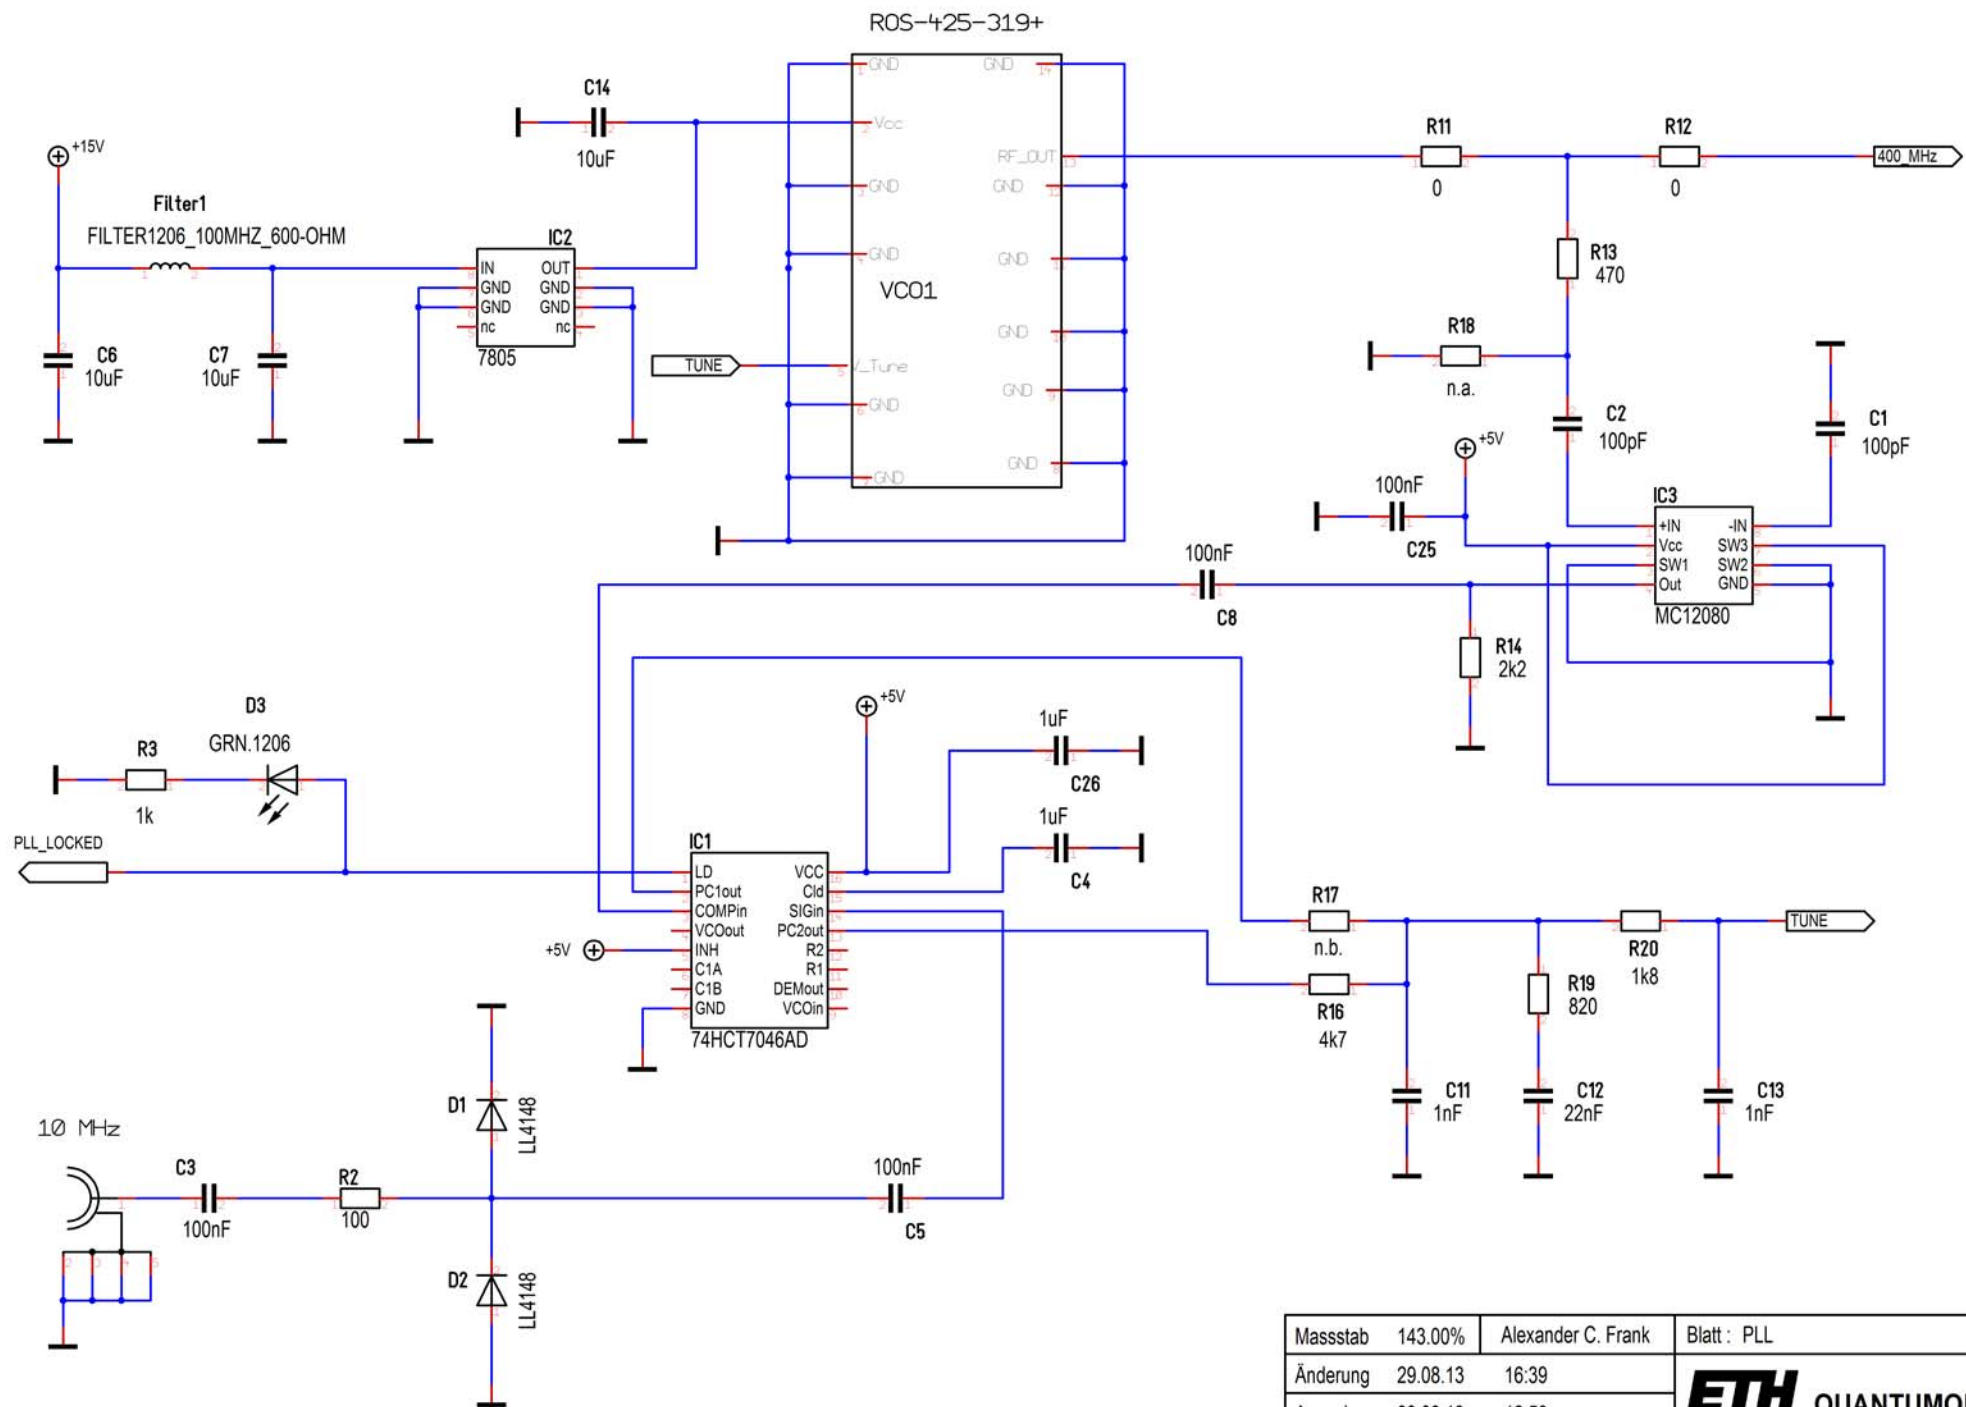 ROS-425-319+
GND
GND
14
C14
10uF
Vcc
+15V
RF_OUT
13
R11
0
R12
0
400_MHz
GND
GND
12
Filter1
FILTER1206_100MHZ_600-OHM
IC2
IN
OUT
GND
GND
GND
GND
nc
nc
7805
GND
GND
VCO1
R13
470
GND
R18
n.a.
C6
10uF
C7
10uF
TUNE
V_Tune
GND
GND
GND
GND
C2
100pF
C1
100pF
+5V
100nF
C25
IC3
+IN
-IN
Vcc
SW3
SW1
SW2
Out
GND
MC12080
100nF
C8
R14
2k2
+5V
1uF
C26
1uF
C4
D3
GRN.1206
R3
1k
PLL_LOCKED
IC1
LD
VCC
PC1out
Cld
COMPin
SIGin
VCOout
PC2out
+5V
INH
R2
C1A
R1
C1B
DEMout
GND
VCOin
74HCT7046AD
R17
n.b.
R16
4k7
R20
1k8
TUNE
R19
820
C11
1nF
C12
22nF
C13
1nF
D1
LL4148
10 MHz
C3
100nF
R2
100
100nF
C5
D2
LL4148
Massstab 143.00% Alexander C. Frank Blatt : PLL
Änderung 29.08.13 16:39
ETH